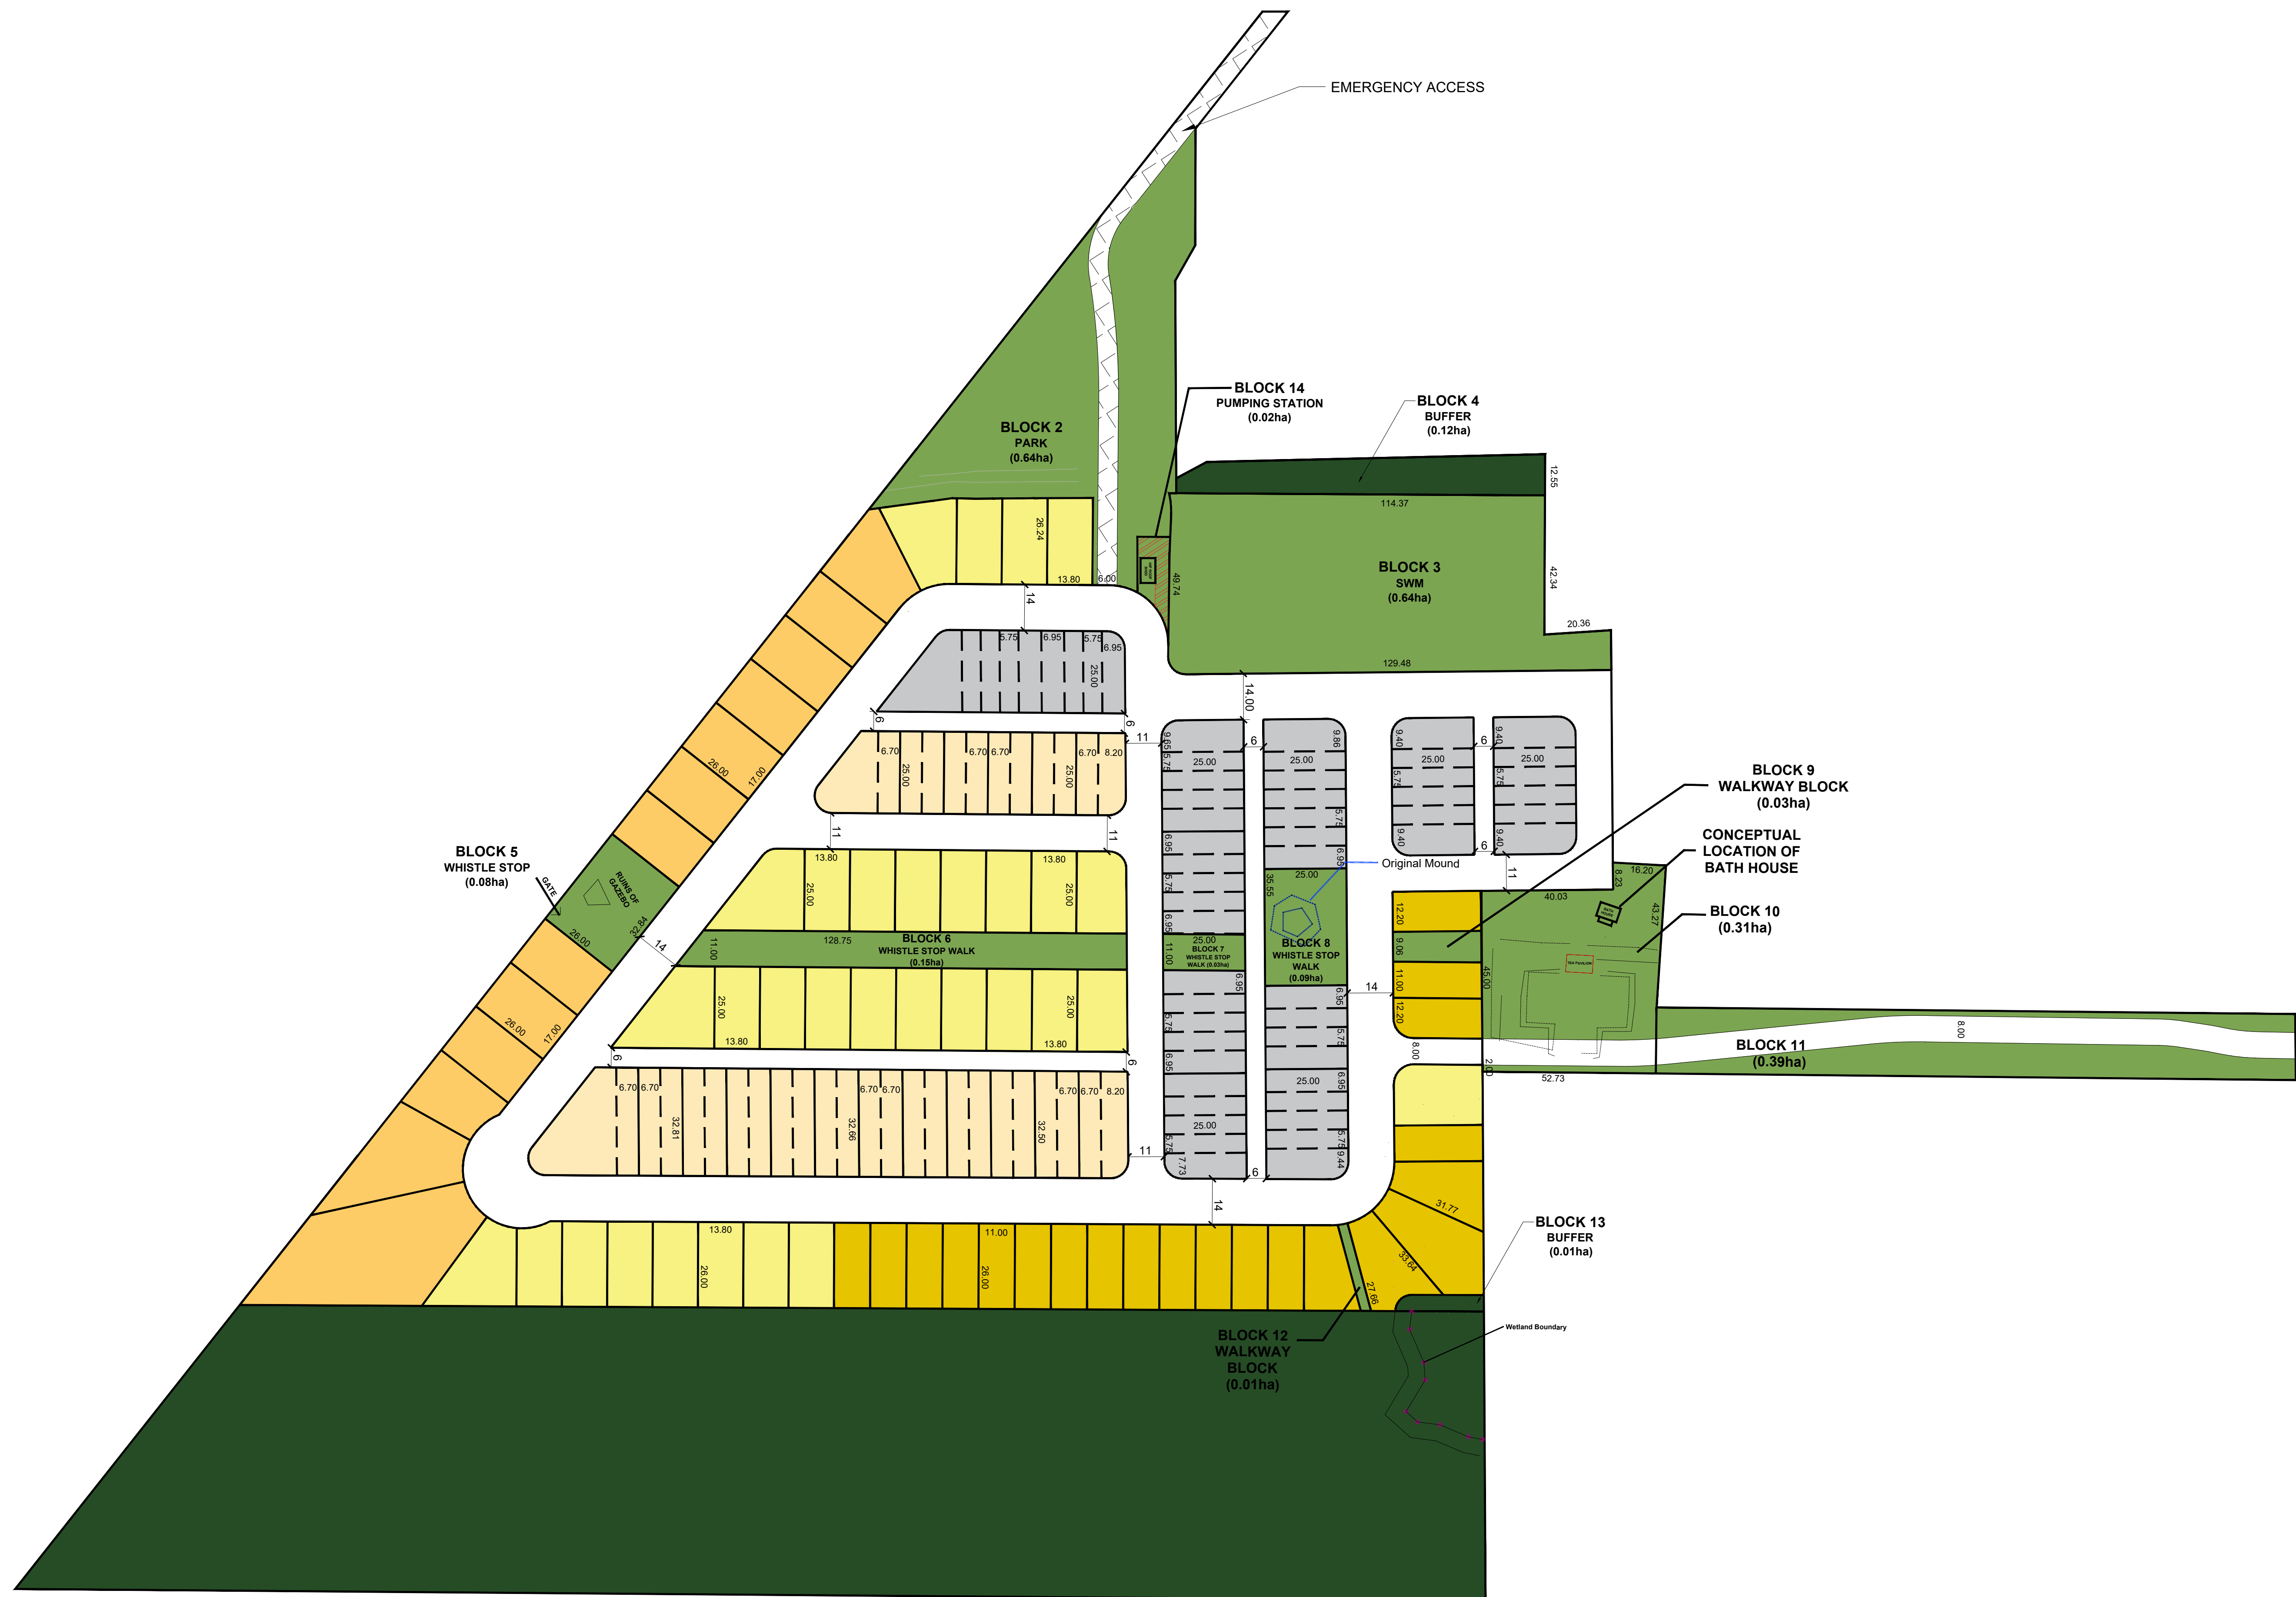 EMERGENCY ACCESS
BLOCK 14
PUMPING STATION
(0.02ha)
BLOCK 4
BUFFER
(0.12ha)
BLOCK 2
PARK
(0.64ha)
12.55
114.37
26.24
13.80
6.00
49.74
BLOCK 3
SWM
(0.64ha)
42.34
14
20.36
129.48
5.75
6.95
5.75
6.95
25.00
14.00
6
6
11
6.70
25.00
6.70
6.70
25.00
6.70
8.20
9.65
5.75
25.00
6
25.00
9.86
9.40
25.00
5.75
6
9.40
25.00
5.75
26.00
17.00
BLOCK 9
WALKWAY BLOCK
(0.03ha)
11
11
6.95
5.75
9.40
6
9.40
CONCEPTUAL
LOCATION OF
BATH HOUSE
BLOCK 5
WHISTLE STOP
(0.08ha)
GATE
RUINS OF
GAZEBO
13.80
13.80
25.00
25.00
5.75
6.95
6.95
Original Mound
11
25.00
35.55
8.23
16.20
40.03
43.27
BATH
HOUSE
BLOCK 10
(0.31ha)
12.20
26.00
32.84
14
11.00
128.75
BLOCK 6
WHISTLE STOP WALK
(0.15ha)
25.00
BLOCK 7
WHISTLE STOP
WALK (0.03ha)
11.00
BLOCK 8
WHISTLE STOP
WALK
(0.09ha)
9.06
TEA PAVILION
11.00
45.00
25.00
25.00
13.80
13.80
6.95
5.75
6.95
6.95
5.75
14
12.20
26.00
17.00
8.00
8.00
BLOCK 11
(0.39ha)
2.00
52.73
6
6
6.70
6.70
32.81
6.70
6.70
32.66
6.70
6.70
8.20
32.50
25.00
6.95
25.00
5.75
7.73
5.75
9.44
11
6
14
31.77
33.64
27.66
13.80
26.00
11.00
26.00
BLOCK 13
BUFFER
(0.01ha)
BLOCK 12
WALKWAY
BLOCK
(0.01ha)
Wetland Boundary